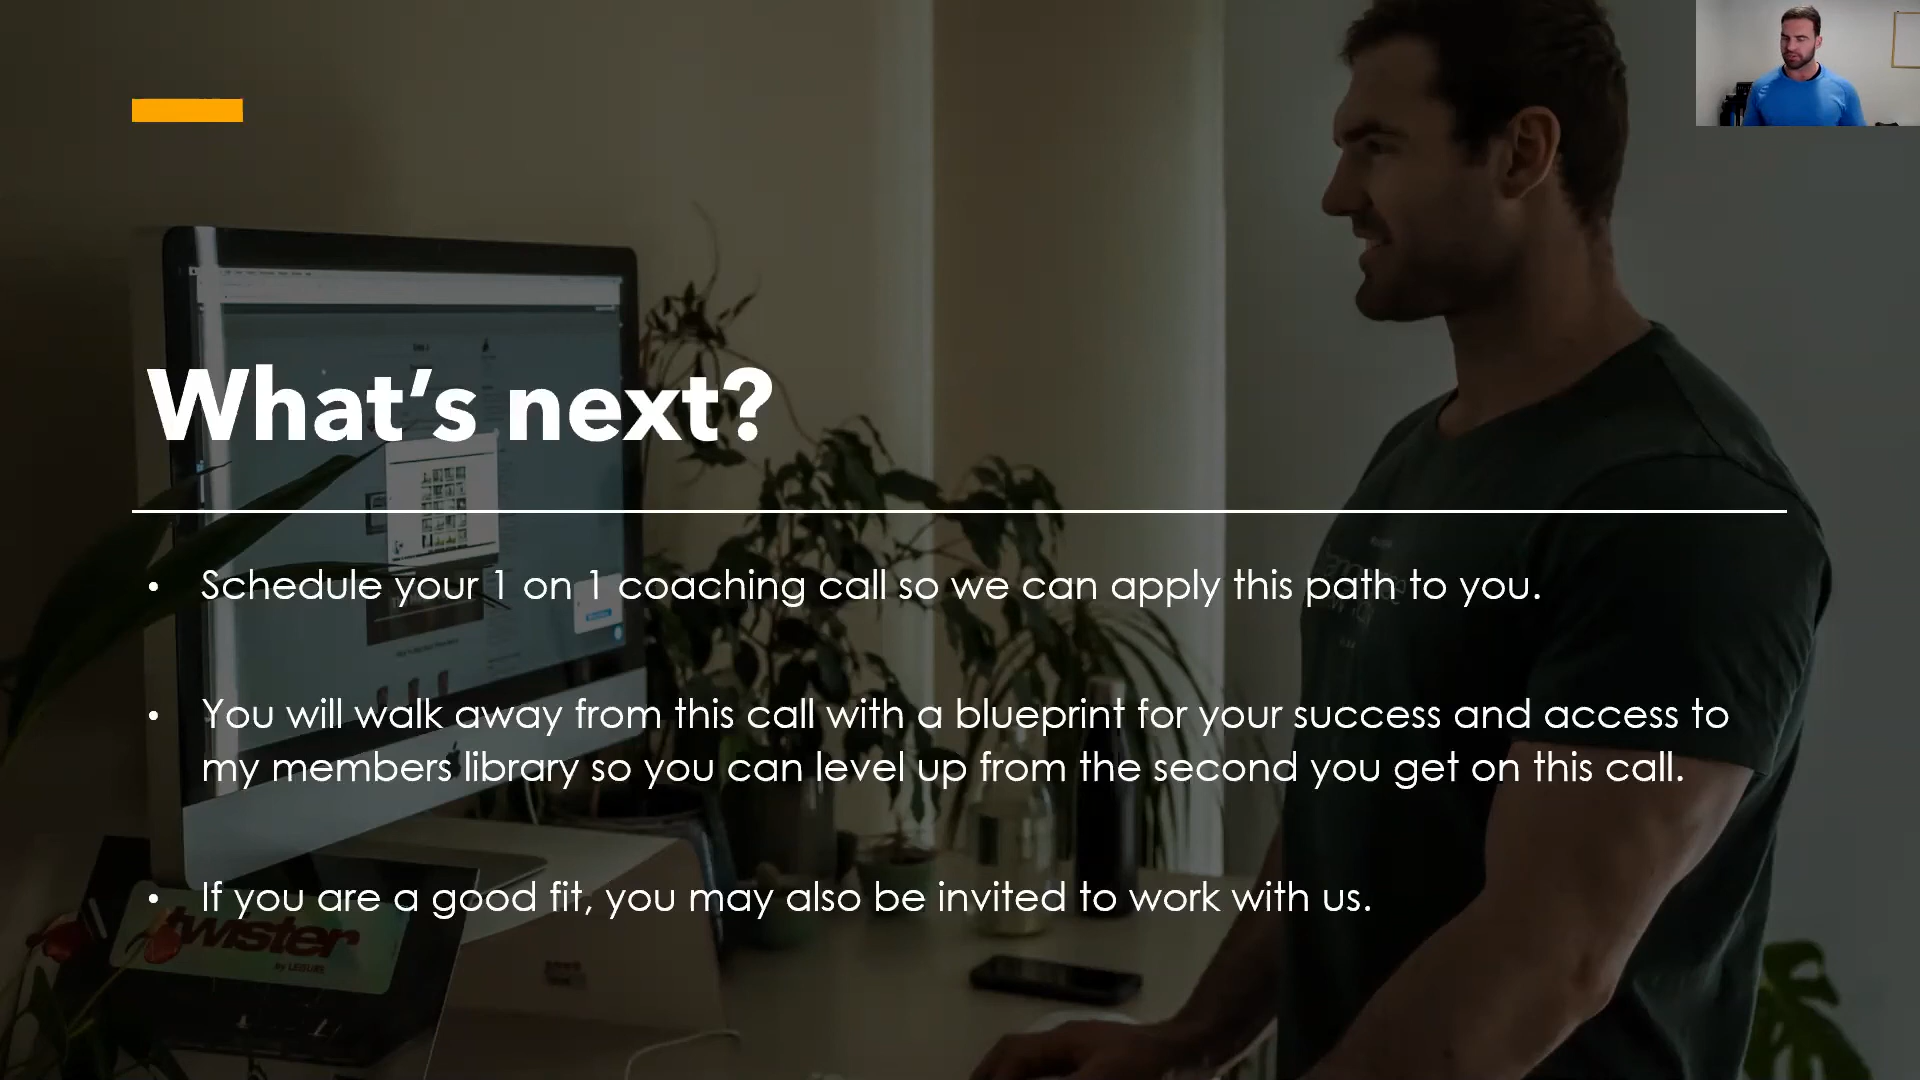 What's next?
• Schedule your 1 on 1 coaching call so we can apply this path to you.
• You will walk away from this call with a blueprint for your success and access to
my members library so you can level up from the second you get on this call.
• If you are a good fit, you may also be invited to work with us.
twister
by LEISURE